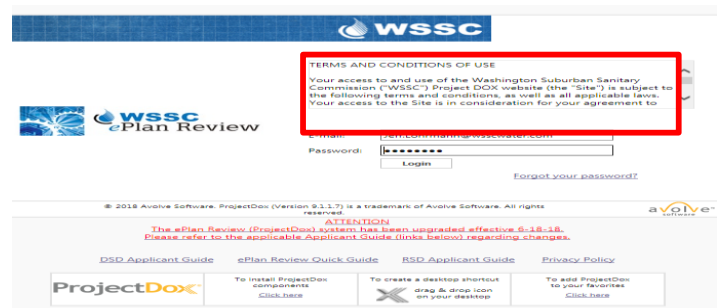 WSSC
TERMS AND CONDITIONS OF USE
Your access to and use of the Washington Suburban Sanitary
Commission ("WSSC") Project DOX website (the "Site") is subject to
the following terms and conditions, as well as all applicable laws.
Your access to the Site is in consideration for your agreement to
WSSC
ePlan Review
E-mail:
Password: ••••••••
Login
Forgot your password?
© 2018 Avolve Software. ProjectDox (Version 9.1.1.7) is a trademark of Avolve Software. All rights
reserved.
avolve
software
ATTENTION
The ePlan Review (ProjectDox) system has been upgraded effective 6-18-18.
Please refer to the applicable Applicant Guide (links below) regarding changes.
DSD Applicant Guide ePlan Review Quick Guide RSD Applicant Guide Privacy Policy
ProjectDox
To install ProjectDox
components
Click here
To create a desktop shortcut
drag & drop icon
on your desktop
To add ProjectDox
to your favorites
Click here